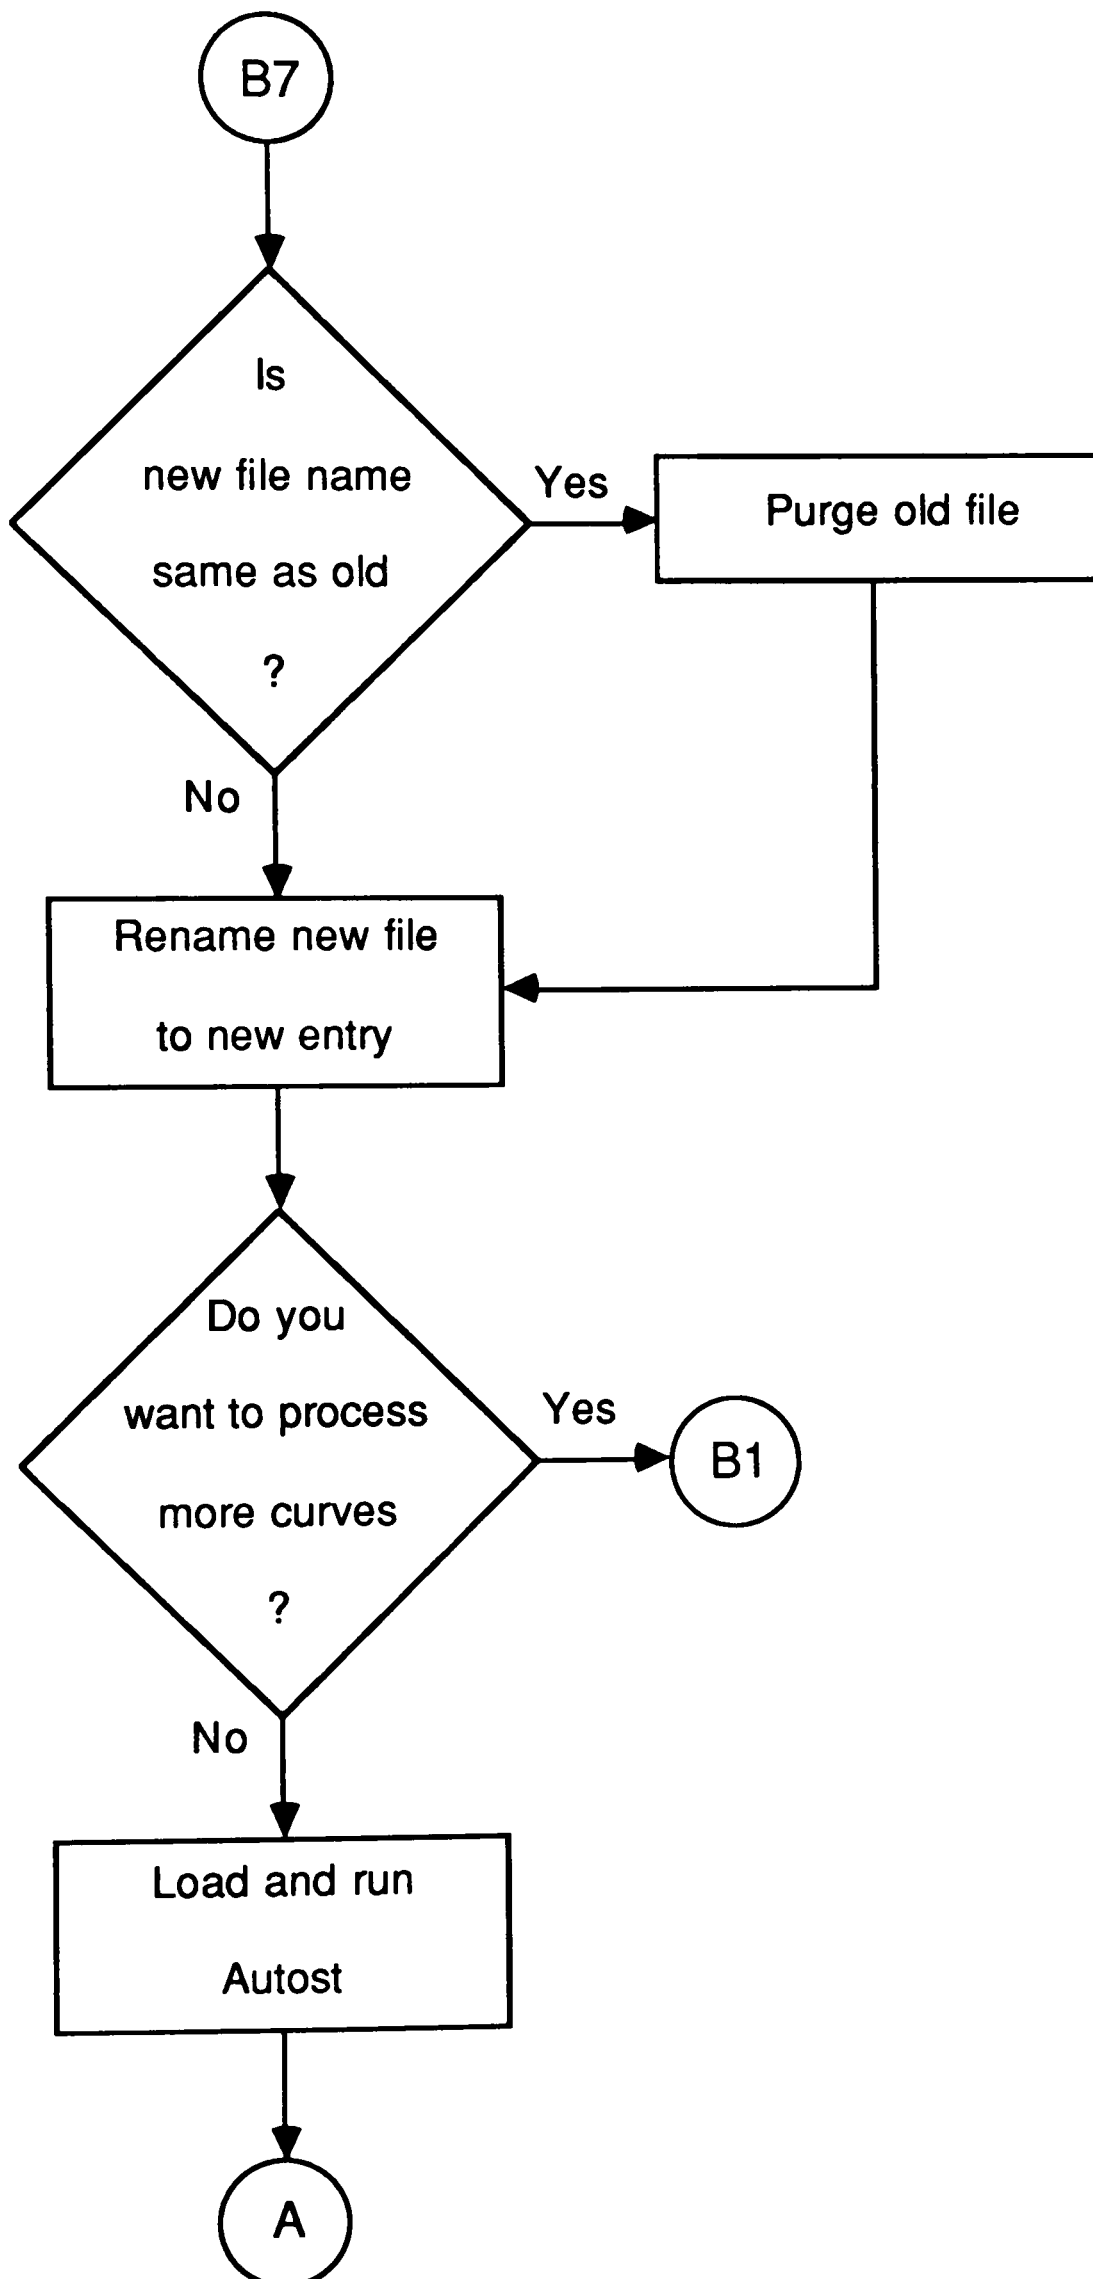 B7
Is
new file name
same as old
?
Yes
Purge old file
No
Rename new file
to new entry
Do you
want to process
more curves
?
Yes
B1
No
Load and run
Autost
A